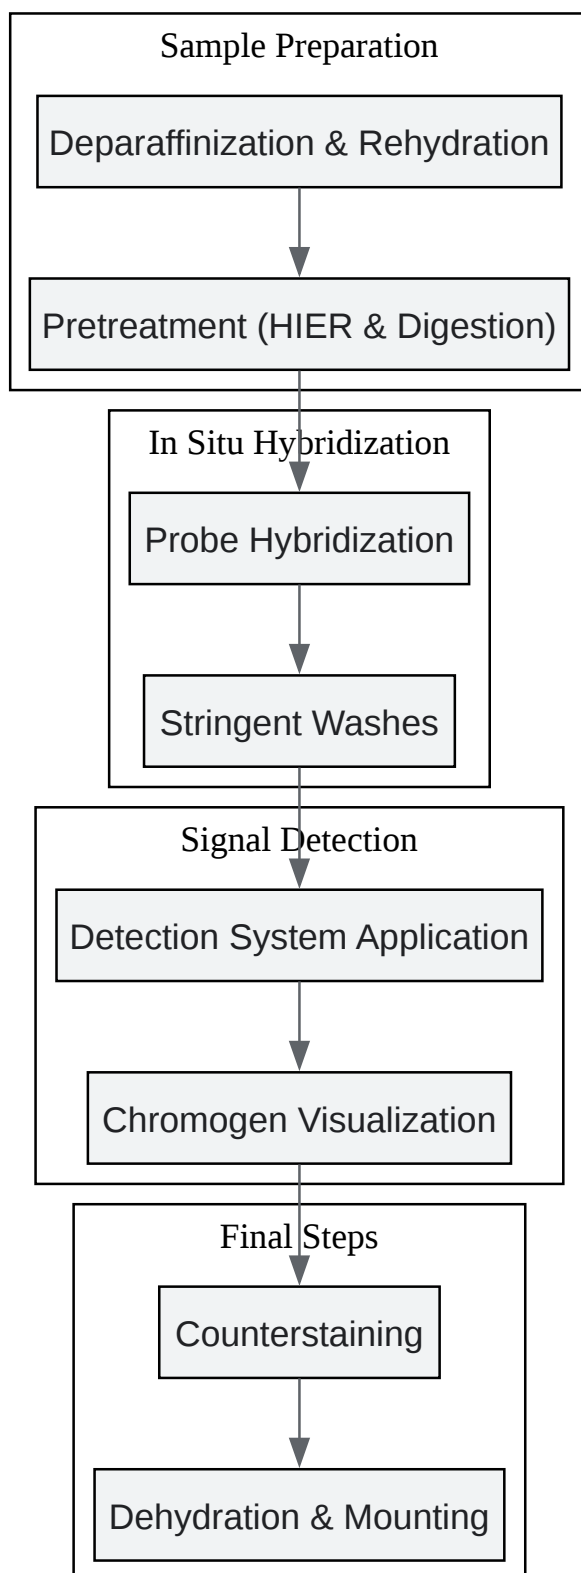 Sample Preparation
Deparaffinization & Rehydration
Pretreatment (HIER & Digestion)
In Situ Hybridization
Probe Hybridization
Stringent Washes
Signal Detection
Detection System Application
Chromogen Visualization
Final Steps
Counterstaining
Dehydration & Mounting